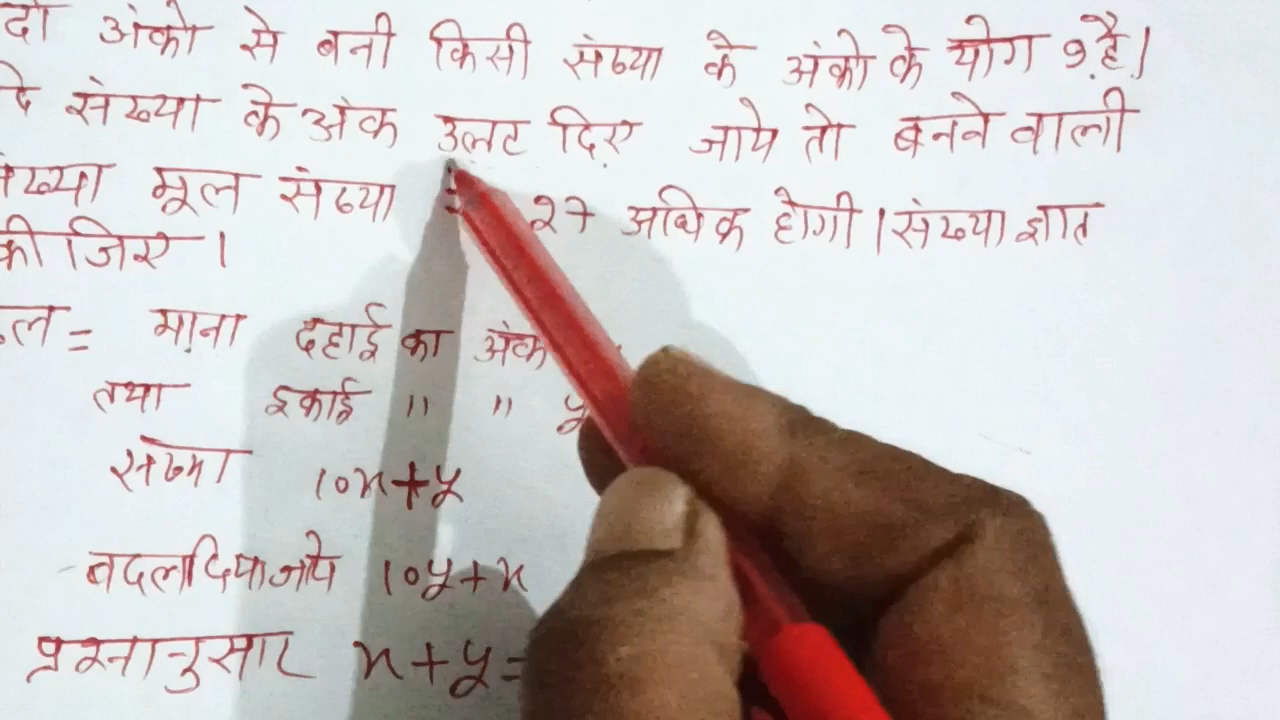 दो अंको से बनी किसी संख्या के अंको के योग 9 है।
दि संख्या के अंक उलट दिए जाये तो बनने वाली
संख्या मूल संख्या 27 अधिक होगी। संख्या ज्ञात
कीजिए।
हल = माना दहाई का अंक
तथा इकाई " " y
संख्या 10x+y
बदल दिया जाये 10y+x
प्रश्नानुसार x+y=